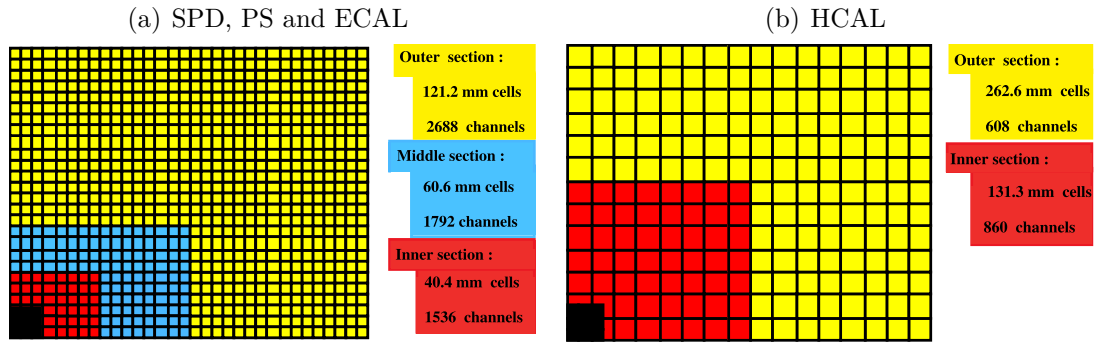 (a) SPD, PS and ECAL
Outer section :
121.2 mm cells
2688 channels
Middle section :
60.6 mm cells
1792 channels
Inner section :
40.4 mm cells
1536 channels
(b) HCAL
Outer section :
262.6 mm cells
608 channels
Inner section :
131.3 mm cells
860 channels